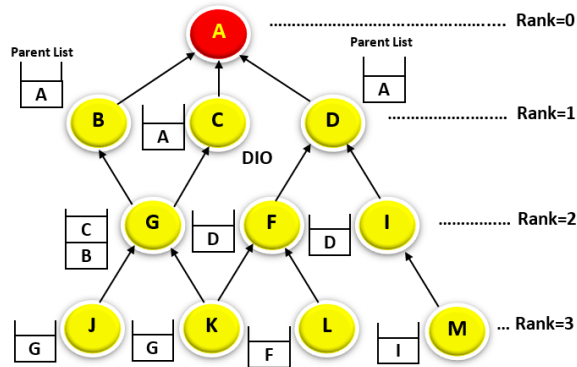 A
Rank=0
Parent List
Parent List
A
A
B
A
C
D
Rank=1
DIO
C
B
G
D
F
D
I
Rank=2
J
K
L
M
Rank=3
G
G
F
I